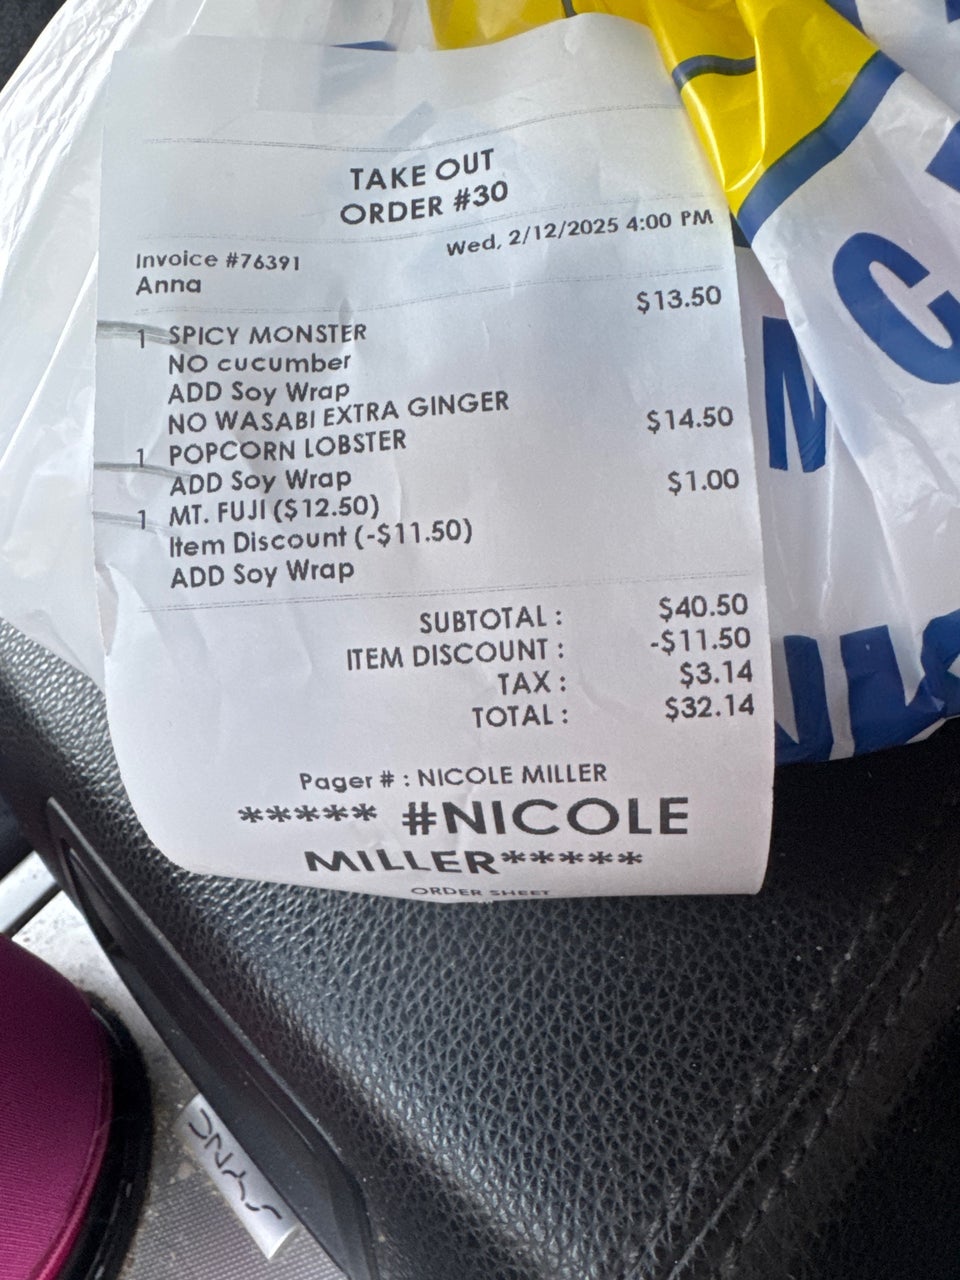 TAKE OUT
ORDER #30
Wed, 2/12/2025 4:00 PM
Invoice #76391
Anna
1 SPICY MONSTER $13.50
NO cucumber
ADD Soy Wrap
NO WASABI EXTRA GINGER
1 POPCORN LOBSTER $14.50
ADD Soy Wrap
1 MT. FUJI ($12.50) $1.00
Item Discount (-$11.50)
ADD Soy Wrap
SUBTOTAL : $40.50
ITEM DISCOUNT : -$11.50
TAX : $3.14
TOTAL : $32.14
Pager # : NICOLE MILLER
***** #NICOLE
MILLER*****
ORDER SHEET
SYNC